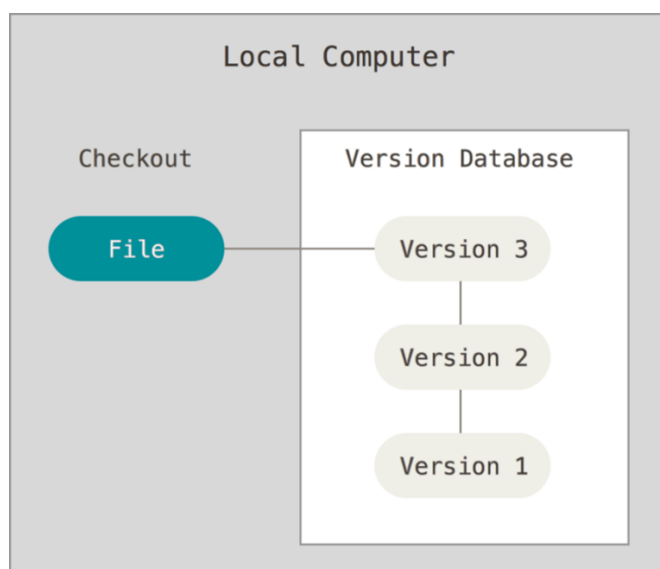 Local Computer
Checkout
Version Database
File
Version 3
Version 2
Version 1